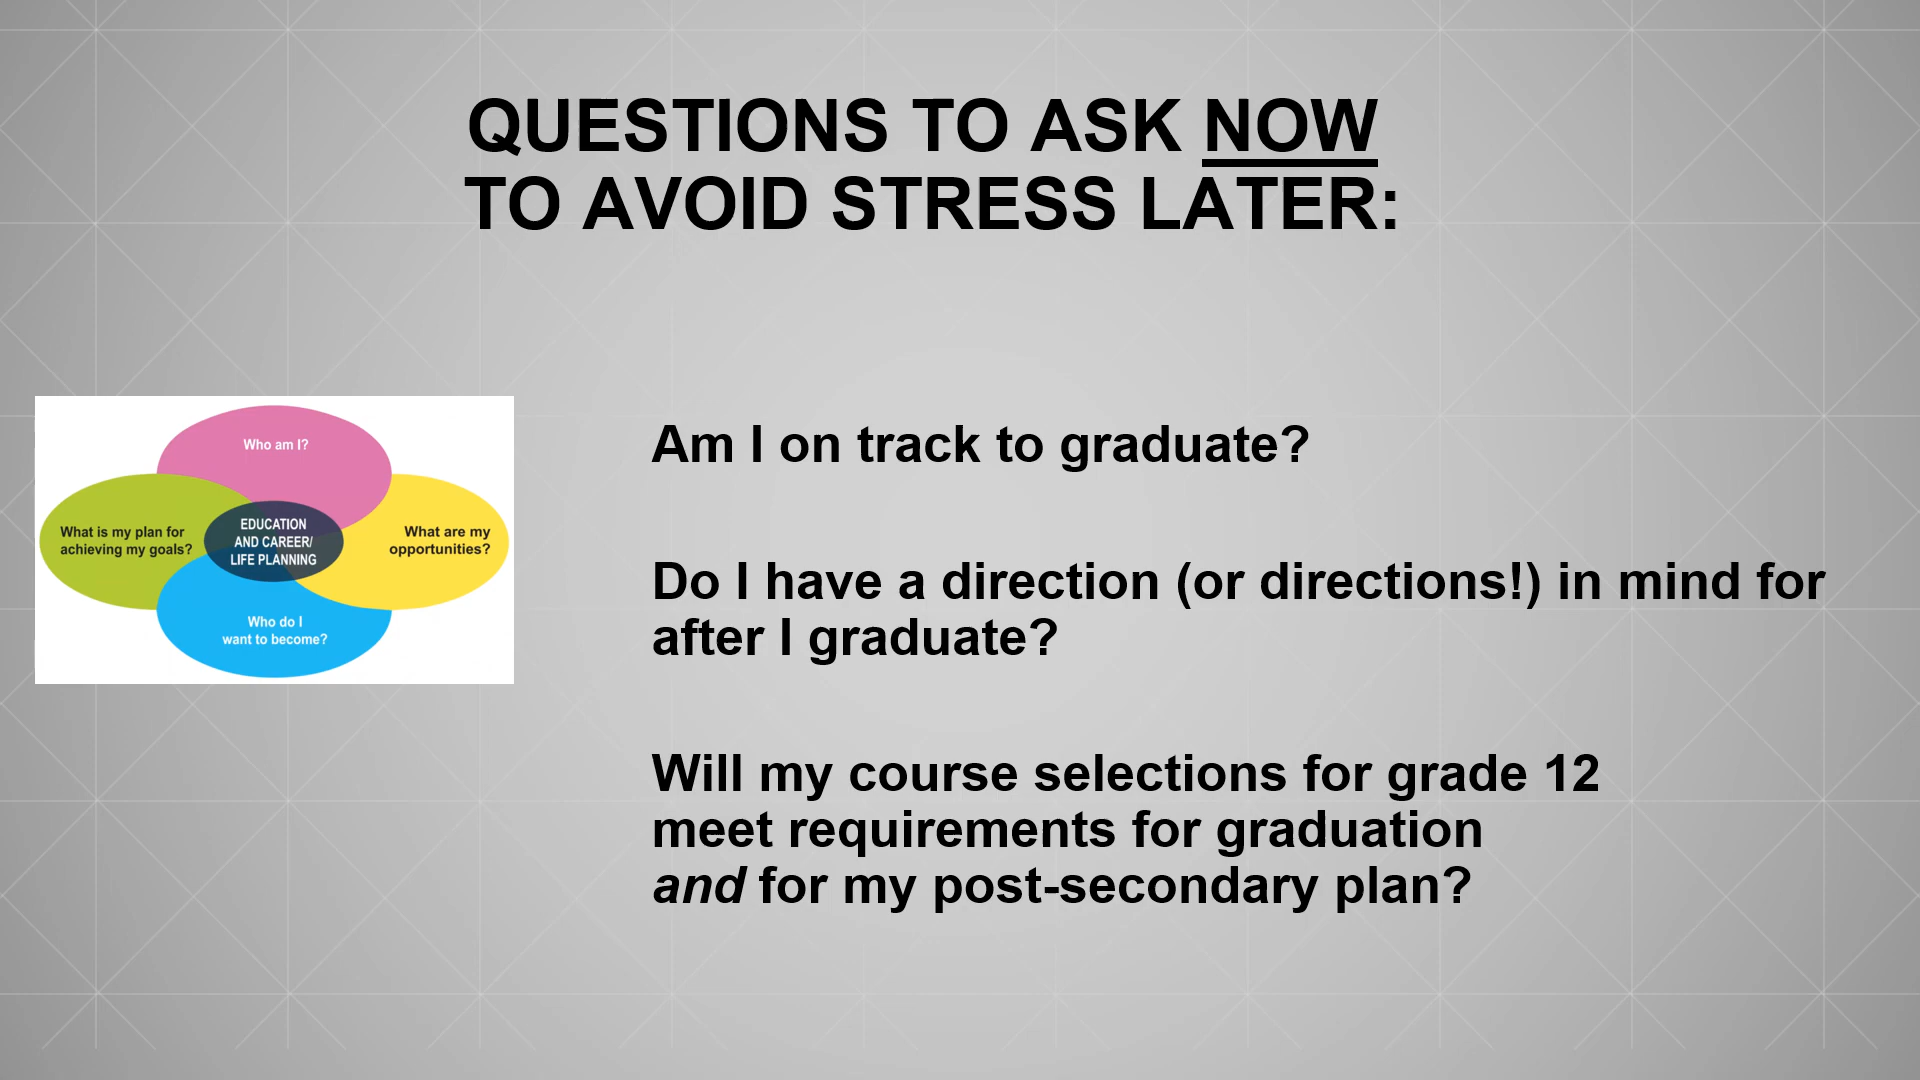 QUESTIONS TO ASK NOW
TO AVOID STRESS LATER:
Who am I?
What is my plan for
achieving my goals?
EDUCATION
AND CAREER/
LIFE PLANNING
What are my
opportunities?
Who do I
want to become?
Am I on track to graduate?
Do I have a direction (or directions!) in mind for
after I graduate?
Will my course selections for grade 12
meet requirements for graduation
and for my post-secondary plan?